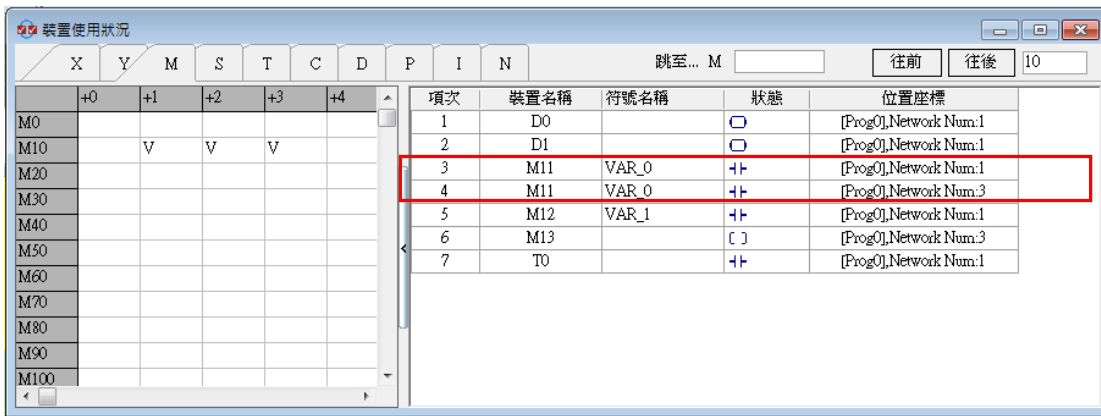 裝置使用狀況
X Y M S T C D P I N 跳至... M 往前 往後 10
+0 +1 +2 +3 +4
M0
M10 V V V
M20
M30
M40
M50
M60
M70
M80
M90
M100
項次 裝置名稱 符號名稱 狀態 位置座標
1 D0 [Prog0],Network Num:1
2 D1 [Prog0],Network Num:1
3 M11 VAR_0 [Prog0],Network Num:1
4 M11 VAR_0 [Prog0],Network Num:3
5 M12 VAR_1 [Prog0],Network Num:1
6 M13 [Prog0],Network Num:3
7 T0 [Prog0],Network Num:1